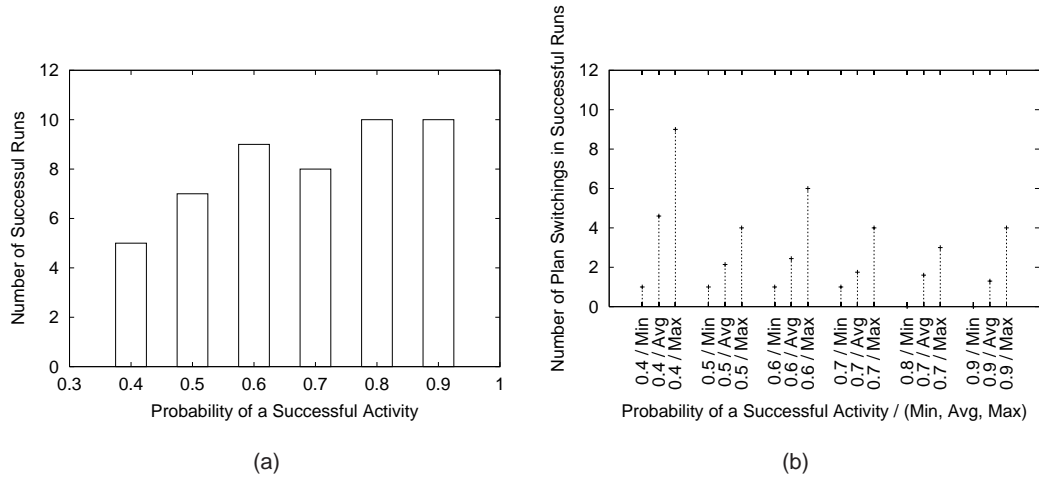 12
10
8
6
4
2
0
0.3 0.4 0.5 0.6 0.7 0.8 0.9 1
Number of Successul Runs
Probability of a Successful Activity
(a)
Number of Plan Switchings in Successful Runs
12
10
8
6
4
2
0
0.4 / Min
0.4 / Avg
0.4 / Max
0.5 / Min
0.5 / Avg
0.5 / Max
0.6 / Min
0.6 / Avg
0.6 / Max
0.7 / Min
0.7 / Avg
0.7 / Max
0.8 / Min
0.7 / Avg
0.7 / Max
0.9 / Min
0.9 / Avg
0.9 / Max
Probability of a Successful Activity / (Min, Avg, Max)
(b)